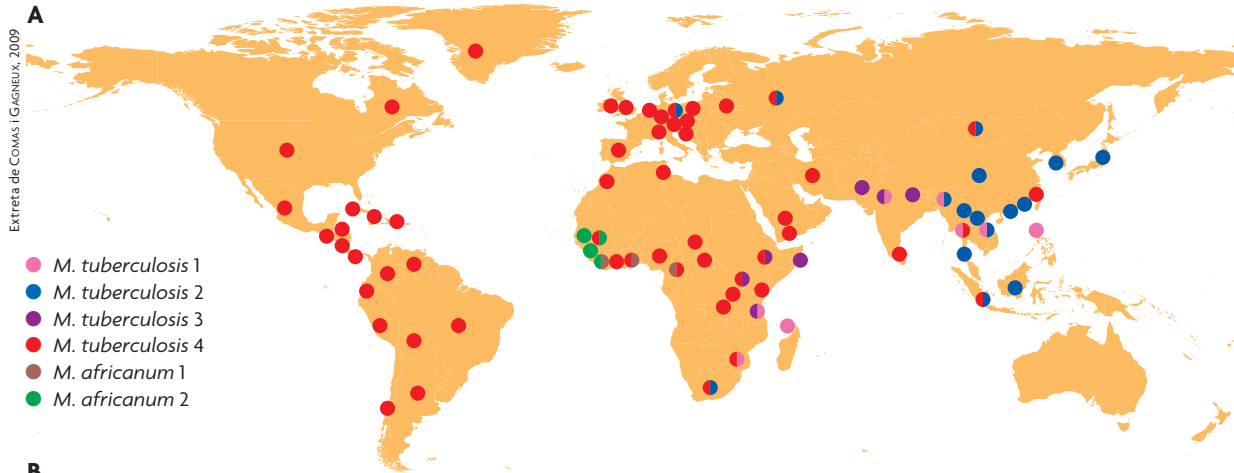 A
Extreta de COMAS i GAGNEUX, 2009
M. tuberculosis 1
M. tuberculosis 2
M. tuberculosis 3
M. tuberculosis 4
M. africanum 1
M. africanum 2
B